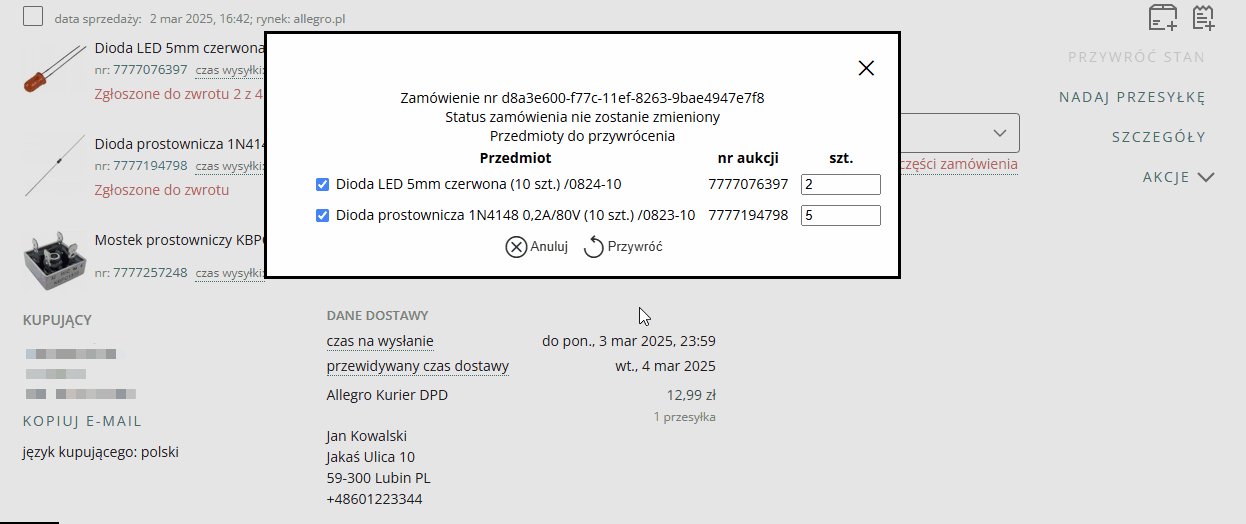 data sprzedaży: 2 mar 2025, 16:42; rynek: allegro.pl
Dioda LED 5mm czerwona
nr: 7777076397 czas wysyłki:
Zgłoszone do zwrotu 2 z 4
Dioda prostownicza 1N414
nr: 7777194798 czas wysyłki:
Zgłoszone do zwrotu
Mostek prostowniczy KBP
nr: 7777257248 czas wysyłki:
Zamówienie nr d8a3e600-f77c-11ef-8263-9bae4947e7f8
Status zamówienia nie zostanie zmieniony
Przedmioty do przywrócenia
Przedmiot nr aukcji szt.
Dioda LED 5mm czerwona (10 szt.) /0824-10 7777076397 2
Dioda prostownicza 1N4148 0,2A/80V (10 szt.) /0823-10 7777194798 5
Anuluj Przywróć
części zamówienia
PRZYWRÓĆ STAN
NADAJ PRZESYŁKĘ
SZCZEGÓŁY
AKCJE
KUPUJĄCY
KOPIUJ E-MAIL
język kupującego: polski
DANE DOSTAWY
czas na wysłanie do pon., 3 mar 2025, 23:59
przewidywany czas dostawy wt., 4 mar 2025
Allegro Kurier DPD 12,99 zł
1 przesyłka
Jan Kowalski
Jakaś Ulica 10
59-300 Lubin PL
+48601223344